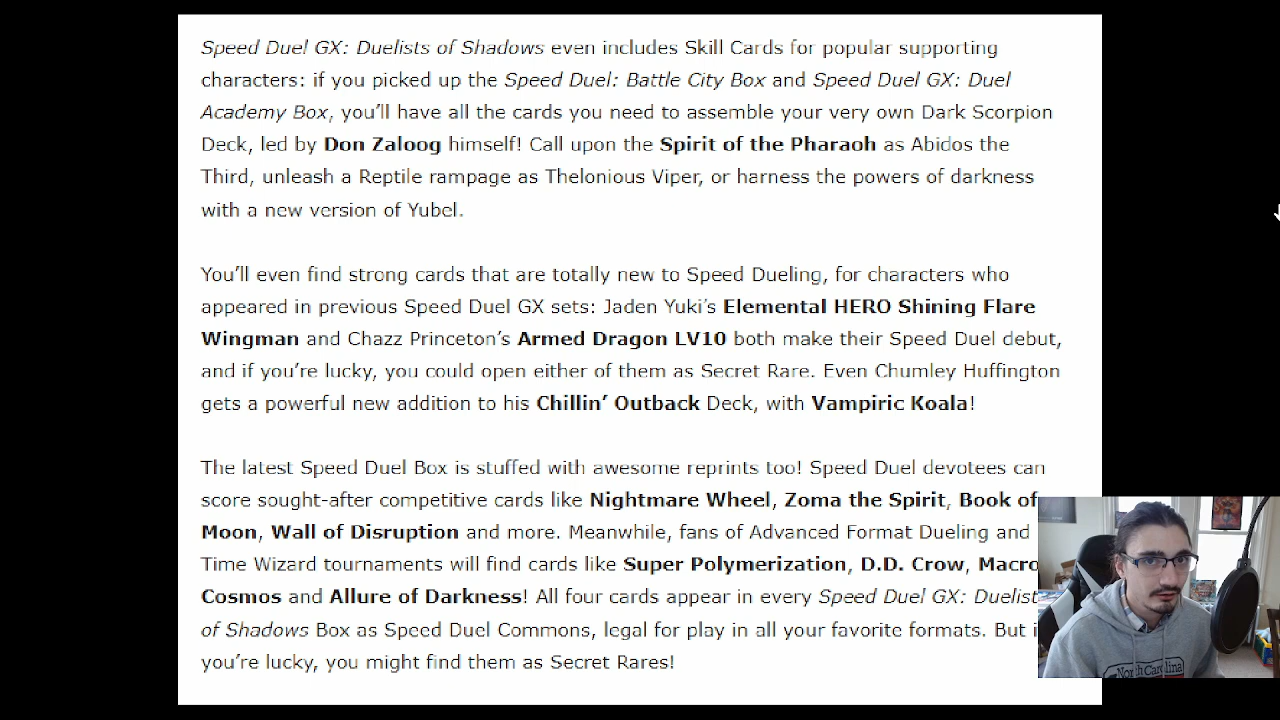 Speed Duel GX: Duelists of Shadows even includes Skill Cards for popular supporting
characters: if you picked up the Speed Duel: Battle City Box and Speed Duel GX: Duel
Academy Box, you'll have all the cards you need to assemble your very own Dark Scorpion
Deck, led by Don Zaloog himself! Call upon the Spirit of the Pharaoh as Abidos the
Third, unleash a Reptile rampage as Thelonious Viper, or harness the powers of darkness
with a new version of Yubel.
You'll even find strong cards that are totally new to Speed Dueling, for characters who
appeared in previous Speed Duel GX sets: Jaden Yuki's Elemental HERO Shining Flare
Wingman and Chazz Princeton's Armed Dragon LV10 both make their Speed Duel debut,
and if you're lucky, you could open either of them as Secret Rare. Even Chumley Huffington
gets a powerful new addition to his Chillin' Outback Deck, with Vampiric Koala!
The latest Speed Duel Box is stuffed with awesome reprints too! Speed Duel devotees can
score sought-after competitive cards like Nightmare Wheel, Zoma the Spirit, Book of
Moon, Wall of Disruption and more. Meanwhile, fans of Advanced Format Dueling and
Time Wizard tournaments will find cards like Super Polymerization, D.D. Crow, Macro
Cosmos and Allure of Darkness! All four cards appear in every Speed Duel GX: Duelist
of Shadows Box as Speed Duel Commons, legal for play in all your favorite formats. But i
you're lucky, you might find them as Secret Rares!
North Carolina